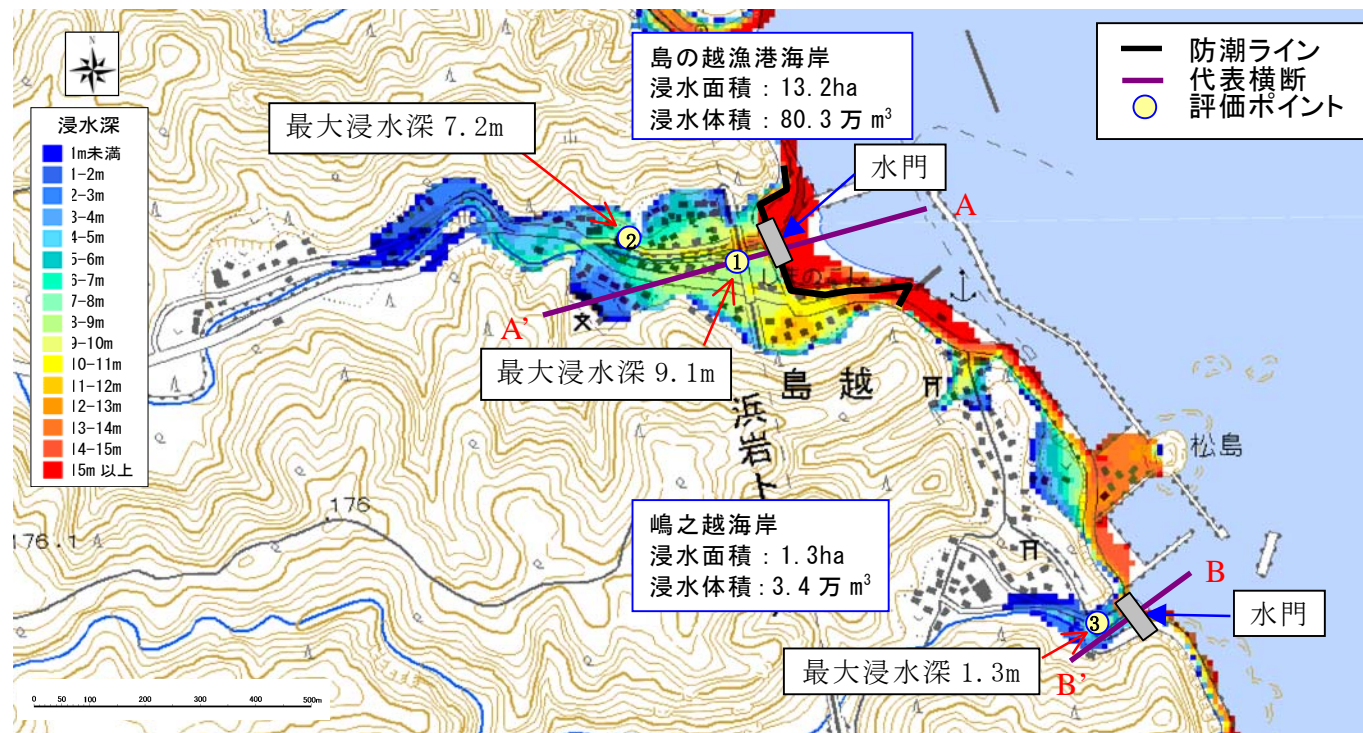 N
浸水深
1m未満
1-2m
2-3m
3-4m
4-5m
5-6m
6-7m
7-8m
8-9m
9-10m
10-11m
11-12m
12-13m
13-14m
14-15m
15m 以上
島の越漁港海岸
浸水面積：13.2ha
浸水体積：80.3 万 m³
防潮ライン
代表横断
評価ポイント
最大浸水深 7.2m
水門
A
②
①
A'
最大浸水深 9.1m
島越
浜岩
松島
176
176.1
嶋之越海岸
浸水面積：1.3ha
浸水体積：3.4 万 m³
B
水門
③
最大浸水深 1.3m
B'
0 50 100 200 300 400 500m